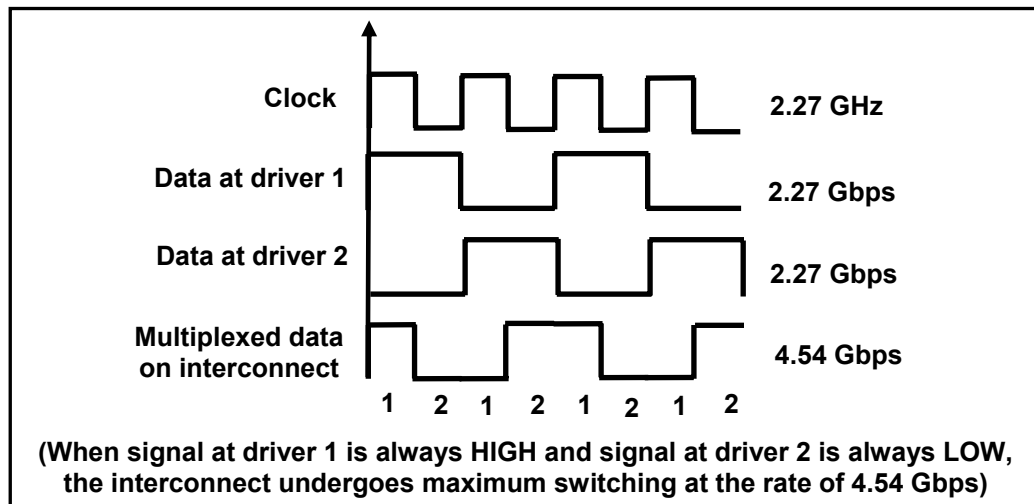 Clock
2.27 GHz
Data at driver 1
2.27 Gbps
Data at driver 2
2.27 Gbps
Multiplexed data
on interconnect
4.54 Gbps
1 2 1 2 1 2 1 2
(When signal at driver 1 is always HIGH and signal at driver 2 is always LOW,
the interconnect undergoes maximum switching at the rate of 4.54 Gbps)